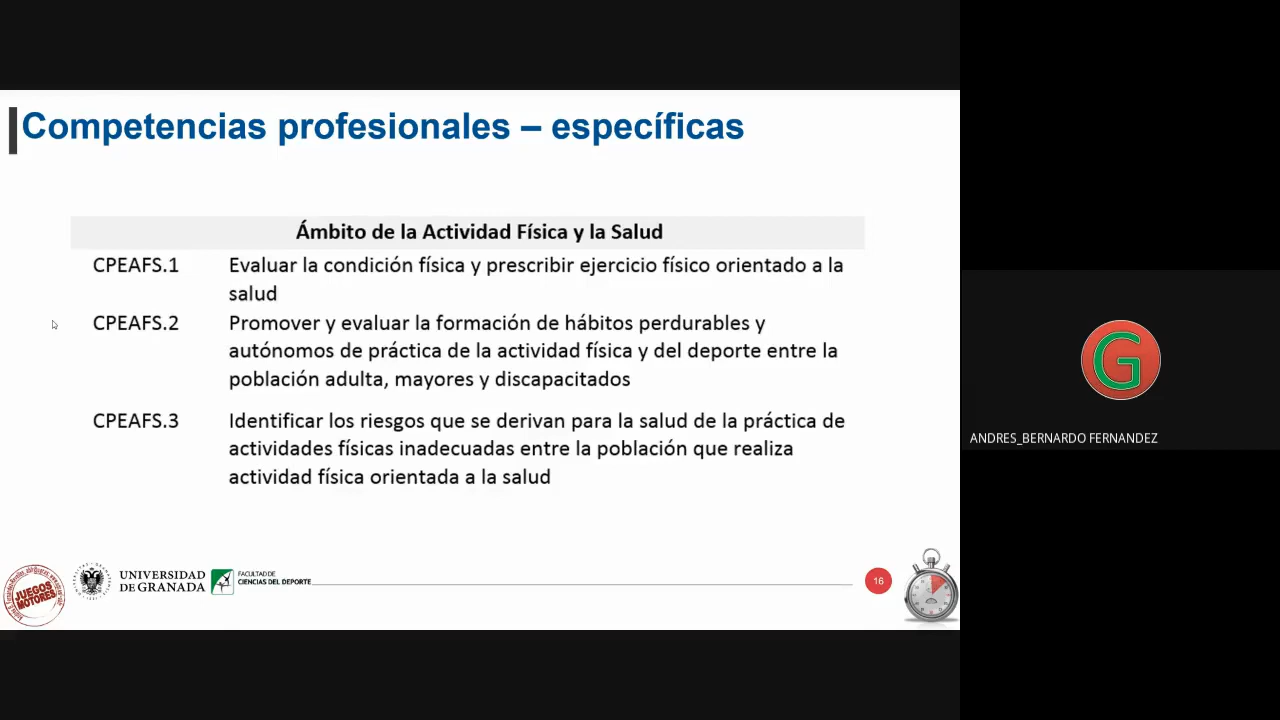 Competencias profesionales – específicas
Ámbito de la Actividad Física y la Salud
CPEAFS.1 Evaluar la condición física y prescribir ejercicio físico orientado a la
salud
CPEAFS.2 Promover y evaluar la formación de hábitos perdurables y
autónomos de práctica de la actividad física y del deporte entre la
población adulta, mayores y discapacitados
CPEAFS.3 Identificar los riesgos que se derivan para la salud de la práctica de
actividades físicas inadecuadas entre la población que realiza
actividad física orientada a la salud
JUEGOS
MOTORES
UNIVERSIDAD
DE GRANADA
FACULTAD DE
CIENCIAS DEL DEPORTE
16
G
ANDRES_BERNARDO FERNANDEZ